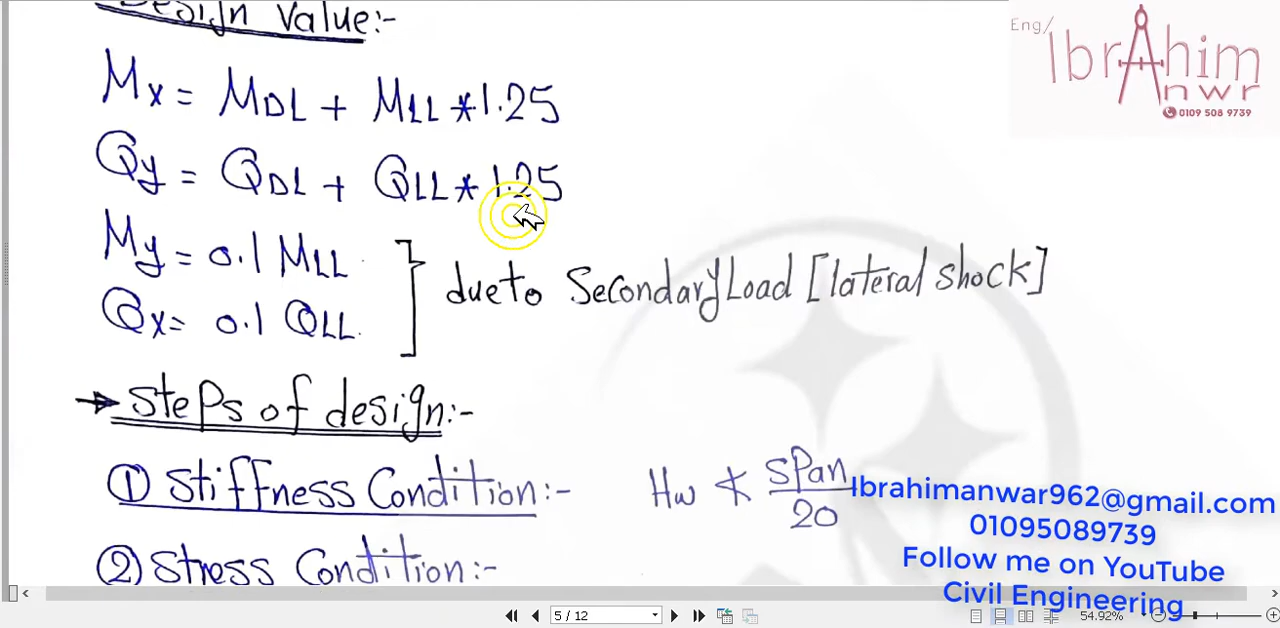 Design Value:-
Mx = MDL + MLL * 1.25
Qy = QDL + QLL * 1.25
My = 0.1 MLL
Qx = 0.1 QLL
due to Secondary Load [lateral shock]
Steps of design:-
① Stiffness Condition:-
Hw ≮ span/20
② Stress Condition:-
Eng/
IbrAhim
Anwr
0109 508 9739
Ibrahimanwar962@gmail.com
01095089739
Follow me on YouTube
Civil Engineering
5 / 12
54.92%